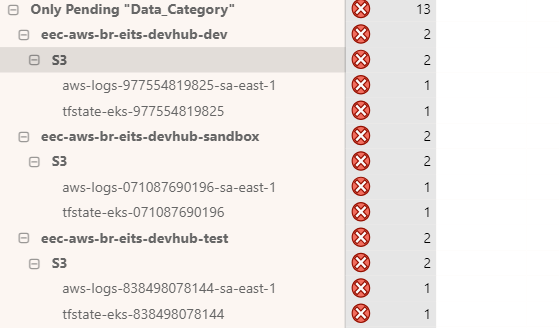 Only Pending "Data_Category" 13
eec-aws-br-eits-devhub-dev 2
S3 2
aws-logs-977554819825-sa-east-1 1
tfstate-eks-977554819825 1
eec-aws-br-eits-devhub-sandbox 2
S3 2
aws-logs-071087690196-sa-east-1 1
tfstate-eks-071087690196 1
eec-aws-br-eits-devhub-test 2
S3 2
aws-logs-838498078144-sa-east-1 1
tfstate-eks-838498078144 1